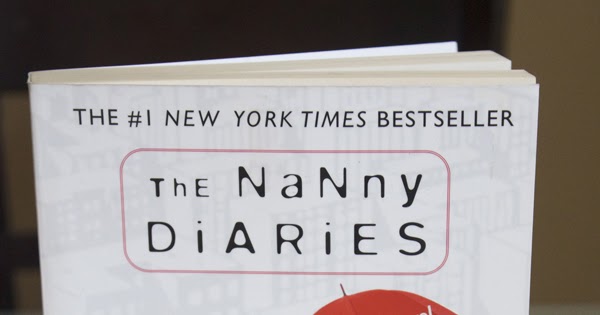 THE #1 NEW YORK TIMES BESTSELLER
ThE NaNny
DiARiES